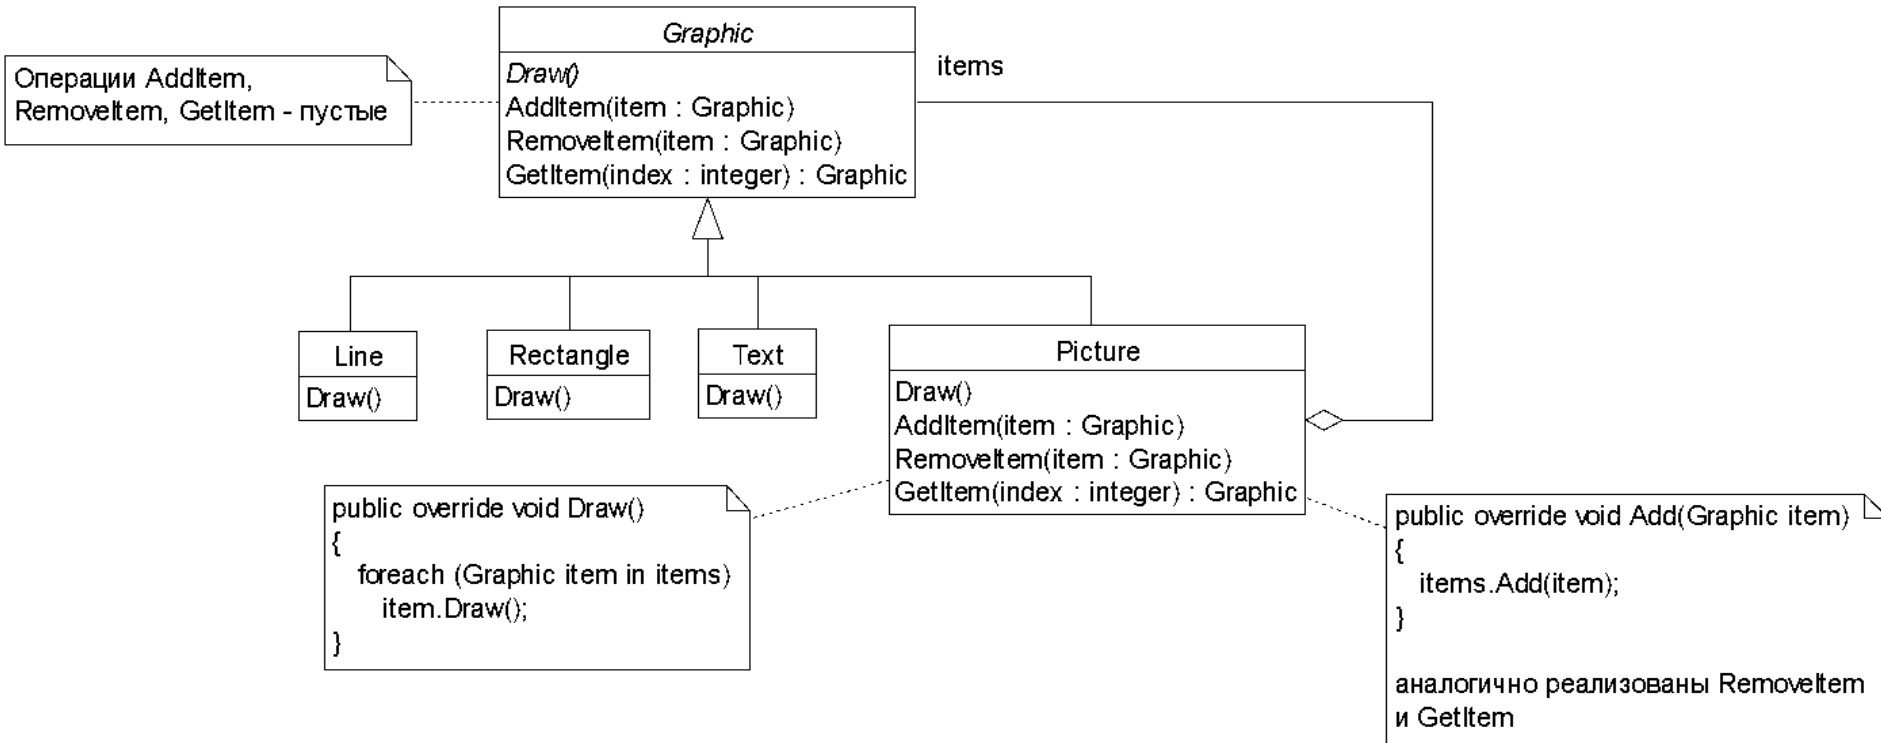 Graphic
Draw()
AddItem(item : Graphic)
RemoveItem(item : Graphic)
GetItem(index : integer) : Graphic
items
Операции AddItem,
RemoveItem, GetItem - пустые
Line
Draw()
Rectangle
Draw()
Text
Draw()
Picture
Draw()
AddItem(item : Graphic)
RemoveItem(item : Graphic)
GetItem(index : integer) : Graphic
public override void Draw()
{
foreach (Graphic item in items)
item.Draw();
}
public override void Add(Graphic item)
{
items.Add(item);
}
аналогично реализованы RemoveItem
и GetItem